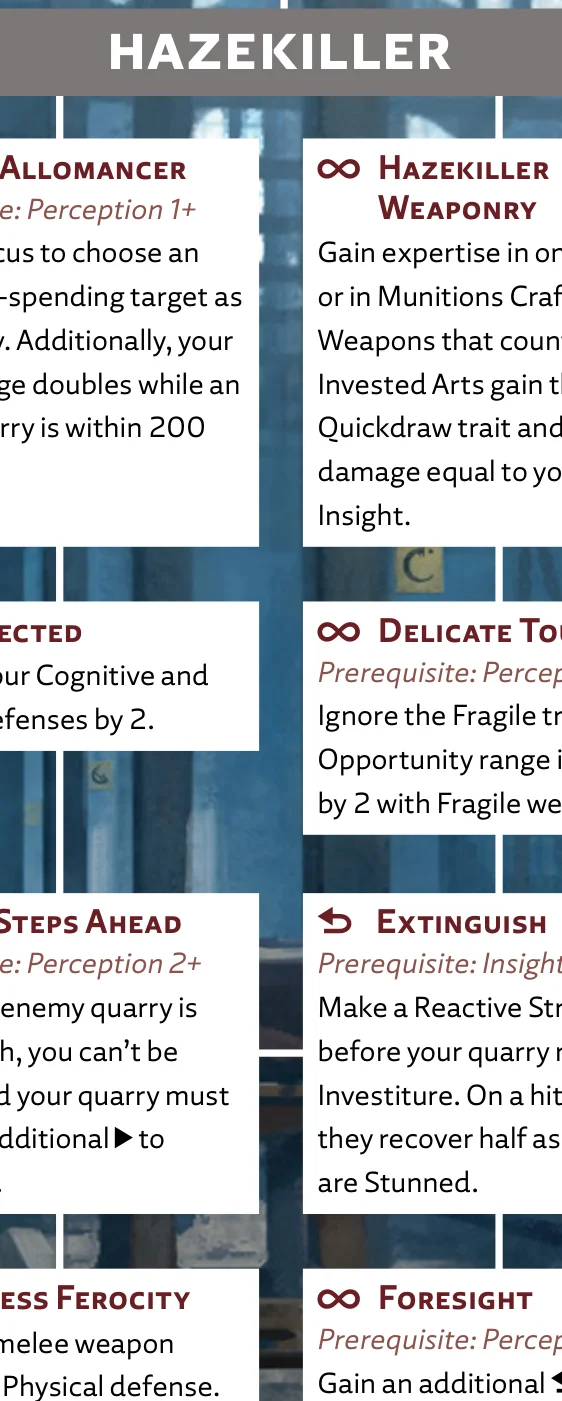 HAZEKILLER
ALLOMANCER
e: Perception 1+
cus to choose an
-spending target as
y. Additionally, your
ge doubles while an
rry is within 200
∞ HAZEKILLER
WEAPONRY
Gain expertise in on
or in Munitions Craf
Weapons that coun
Invested Arts gain t
Quickdraw trait and
damage equal to yo
Insight.
ECTED
our Cognitive and
efenses by 2.
∞ DELICATE TOU
Prerequisite: Percep
Ignore the Fragile tr
Opportunity range i
by 2 with Fragile we
STEPS AHEAD
e: Perception 2+
enemy quarry is
h, you can’t be
d your quarry must
dditional ▶ to
.
EXTINGUISH
Prerequisite: Insight
Make a Reactive Str
before your quarry r
Investiture. On a hit
they recover half as
are Stunned.
ESS FEROCITY
melee weapon
Physical defense.
∞ FORESIGHT
Prerequisite: Percep
Gain an additional